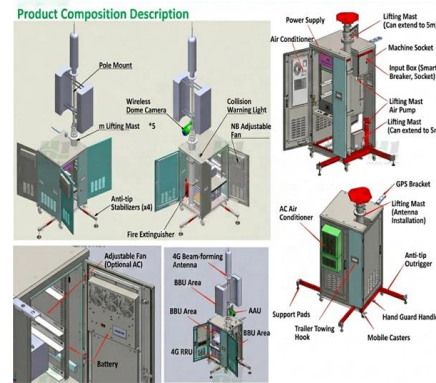 Product Composition Description
Pole Mount
Wireless
Dome Camera
Collision
Warning Light
m Lifting Mast
*5
NB Adjustable
Fan
Anti-tip
Stabilizers (x4)
Fire Extinguisher
Power Supply
Air Conditioner
Lifting Mast
(Can extend to 5m)
Machine Socket
Input Box (Smart
Breaker, Socket)
Lifting Mast
Air Pump
Lifting Mast
(Can extend to 5m
Adjustable Fan
(Optional AC)
Battery
4G Beam-forming
Antenna
BBU Area
BBU Area
AAU
BBU Area
4G RRU
GPS Bracket
Lifting Mast
(Antenna
Installation)
AC Air
Conditioner
Anti-tip
Outrigger
Support Pads
Hand Guard Handle
Trailer Towing
Hook
Mobile Casters